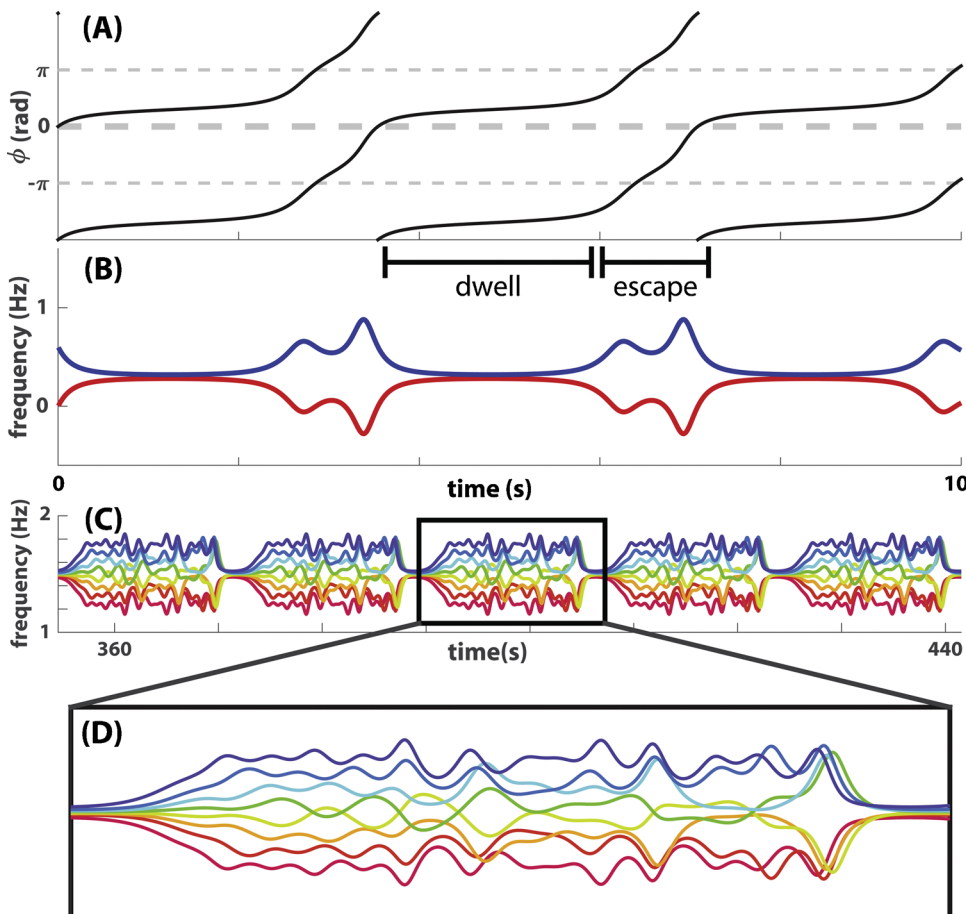 (A)
π
0
-π
ϕ (rad)
(B)
dwell
escape
1
0
frequency (Hz)
0
time (s)
10
(C)
2
1
frequency (Hz)
360
time(s)
440
(D)